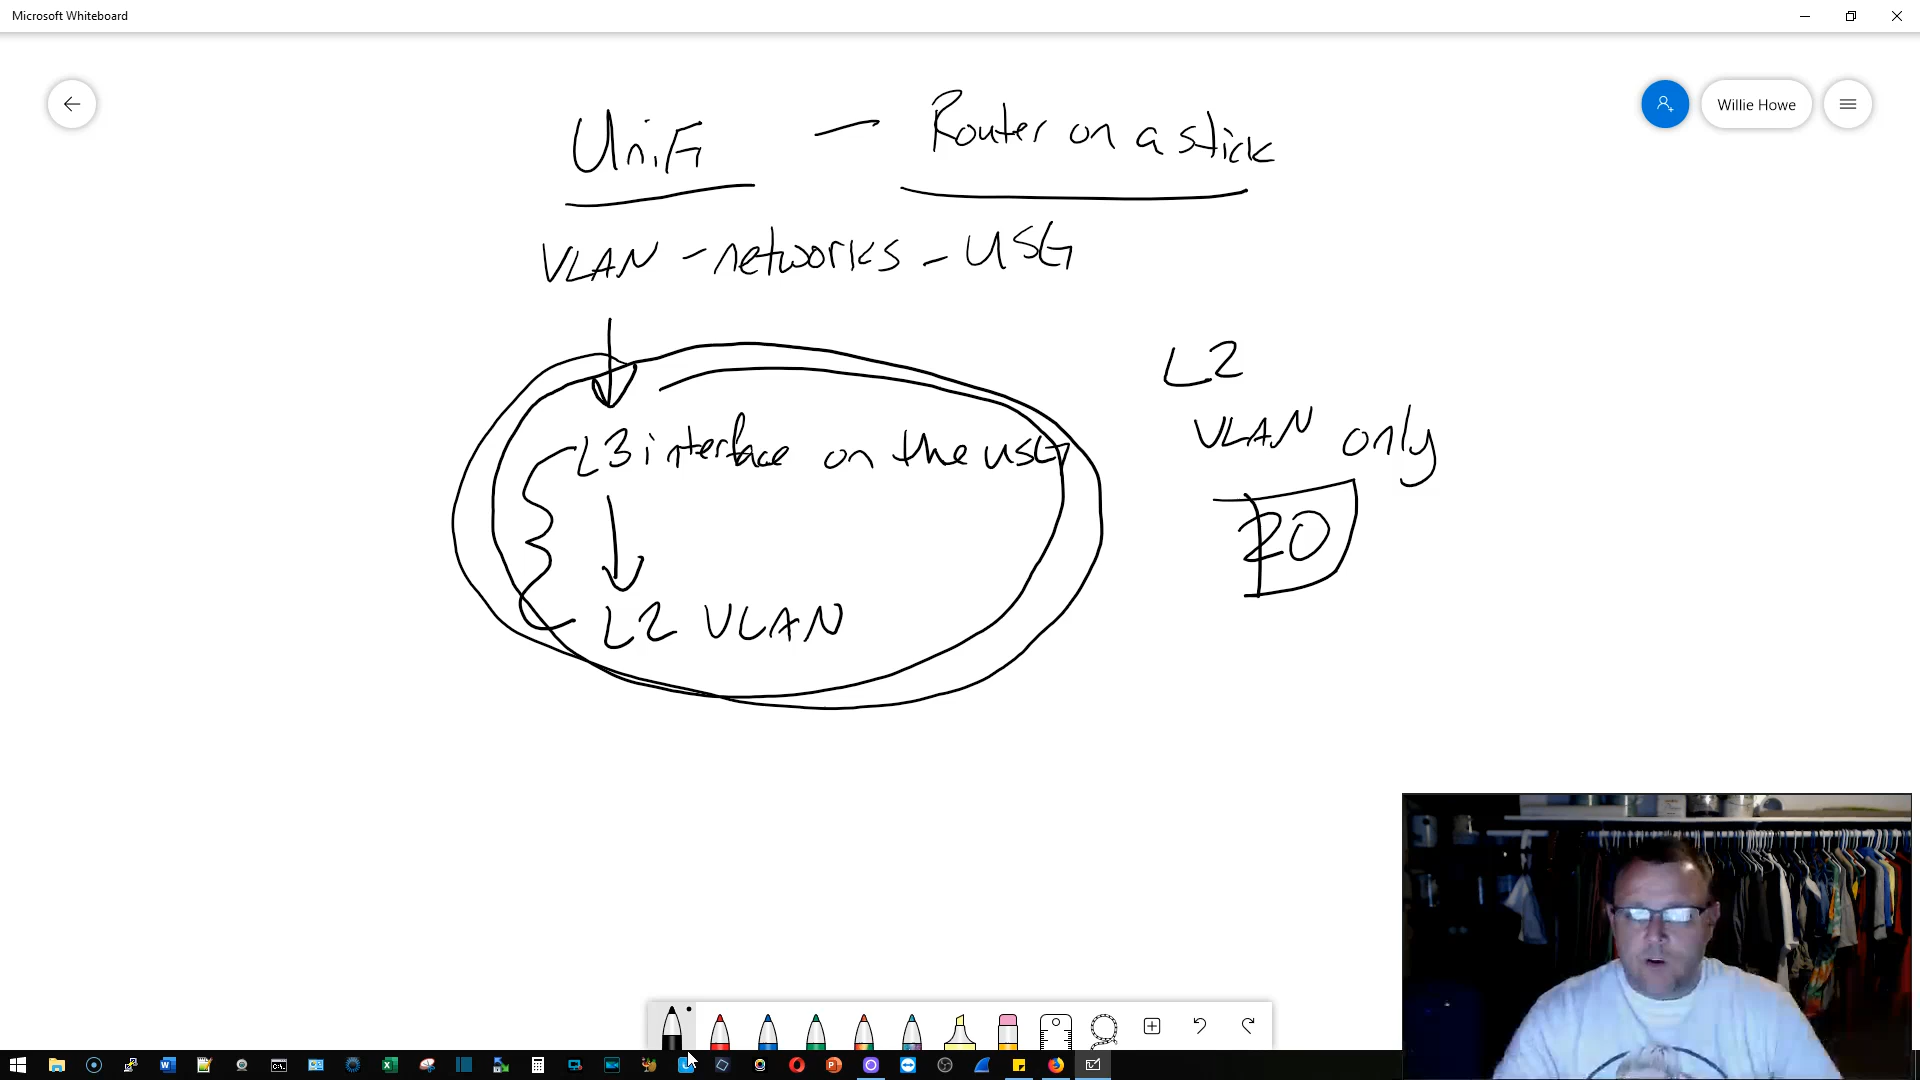 Microsoft Whiteboard
Willie Howe
UniFi — Router on a stick
VLAN - networks - USG
L3 interface on the USG
L2 VLAN
L2
VLAN only
20